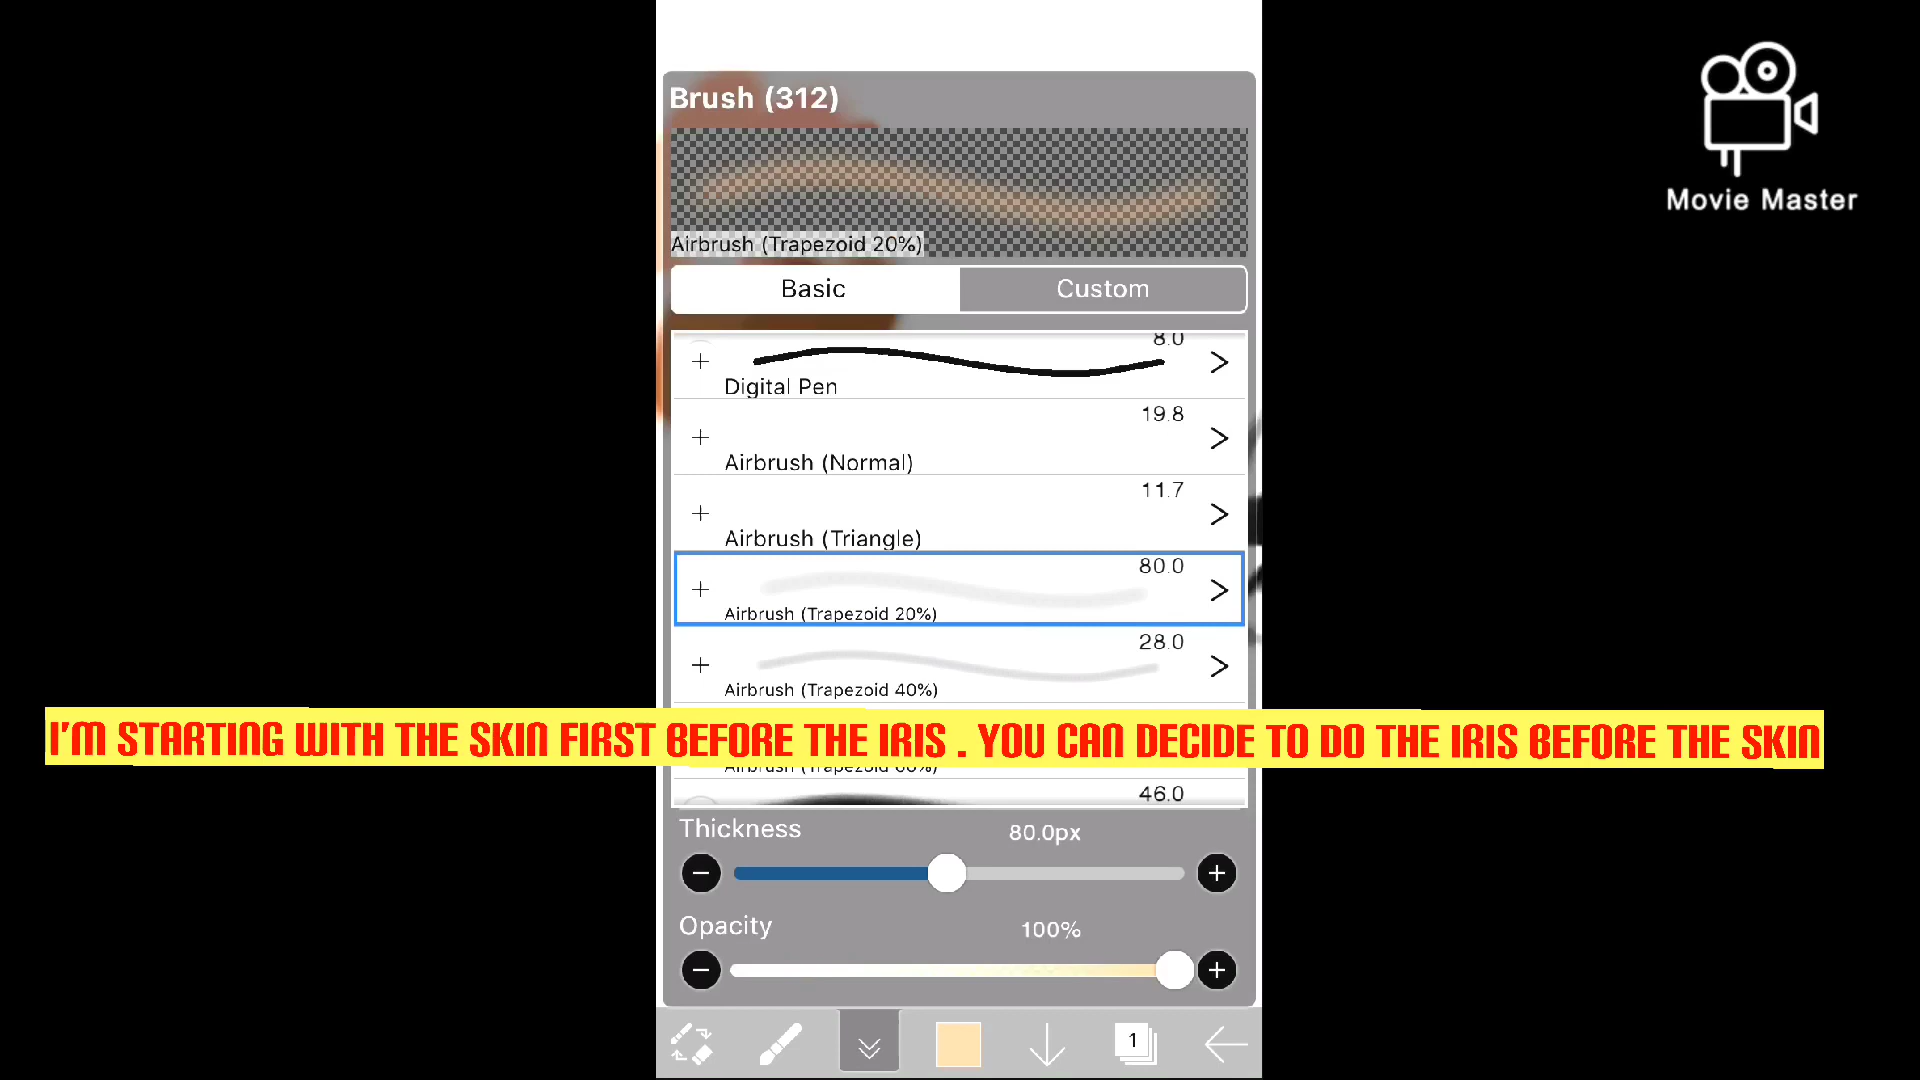 Brush (312)
Movie Master
Airbrush (Trapezoid 20%)
Basic
Custom
8.0
Digital Pen
19.8
Airbrush (Normal)
11.7
Airbrush (Triangle)
80.0
Airbrush (Trapezoid 20%)
28.0
Airbrush (Trapezoid 40%)
I'M STARTING WITH THE SKIN FIRST BEFORE THE IRIS . YOU CAN DECIDE TO DO THE IRIS BEFORE THE SKIN
Airbrush (Trapezoid 60%)
46.0
Thickness
80.0px
Opacity
100%
1